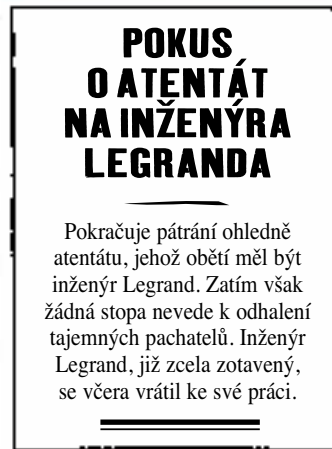 POKUS
O ATENTÁT
NA INŽENÝRA
LEGRANDA
Pokračuje pátrání ohledně
atentátu, jehož obětí měl být
inženýr Legrand. Zatím však
žádná stopa nevede k odhalení
tajemných pachatelů. Inženýr
Legrand, již zcela zotavený,
se včera vrátil ke své práci.